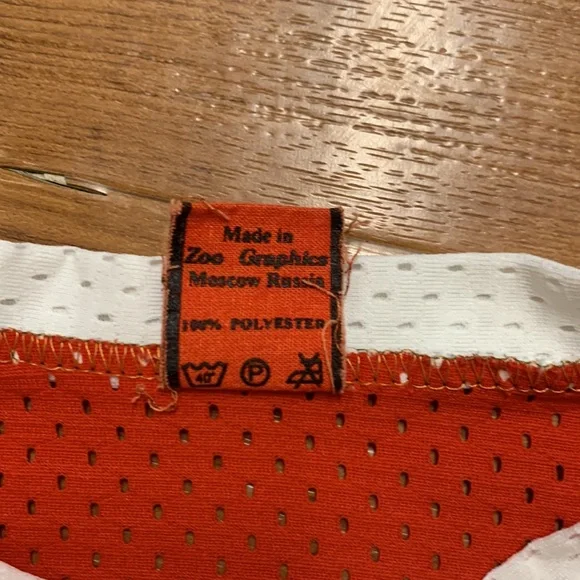 Made in
Zoo Graphics
Moscow Russia
100% POLYESTER
40° P